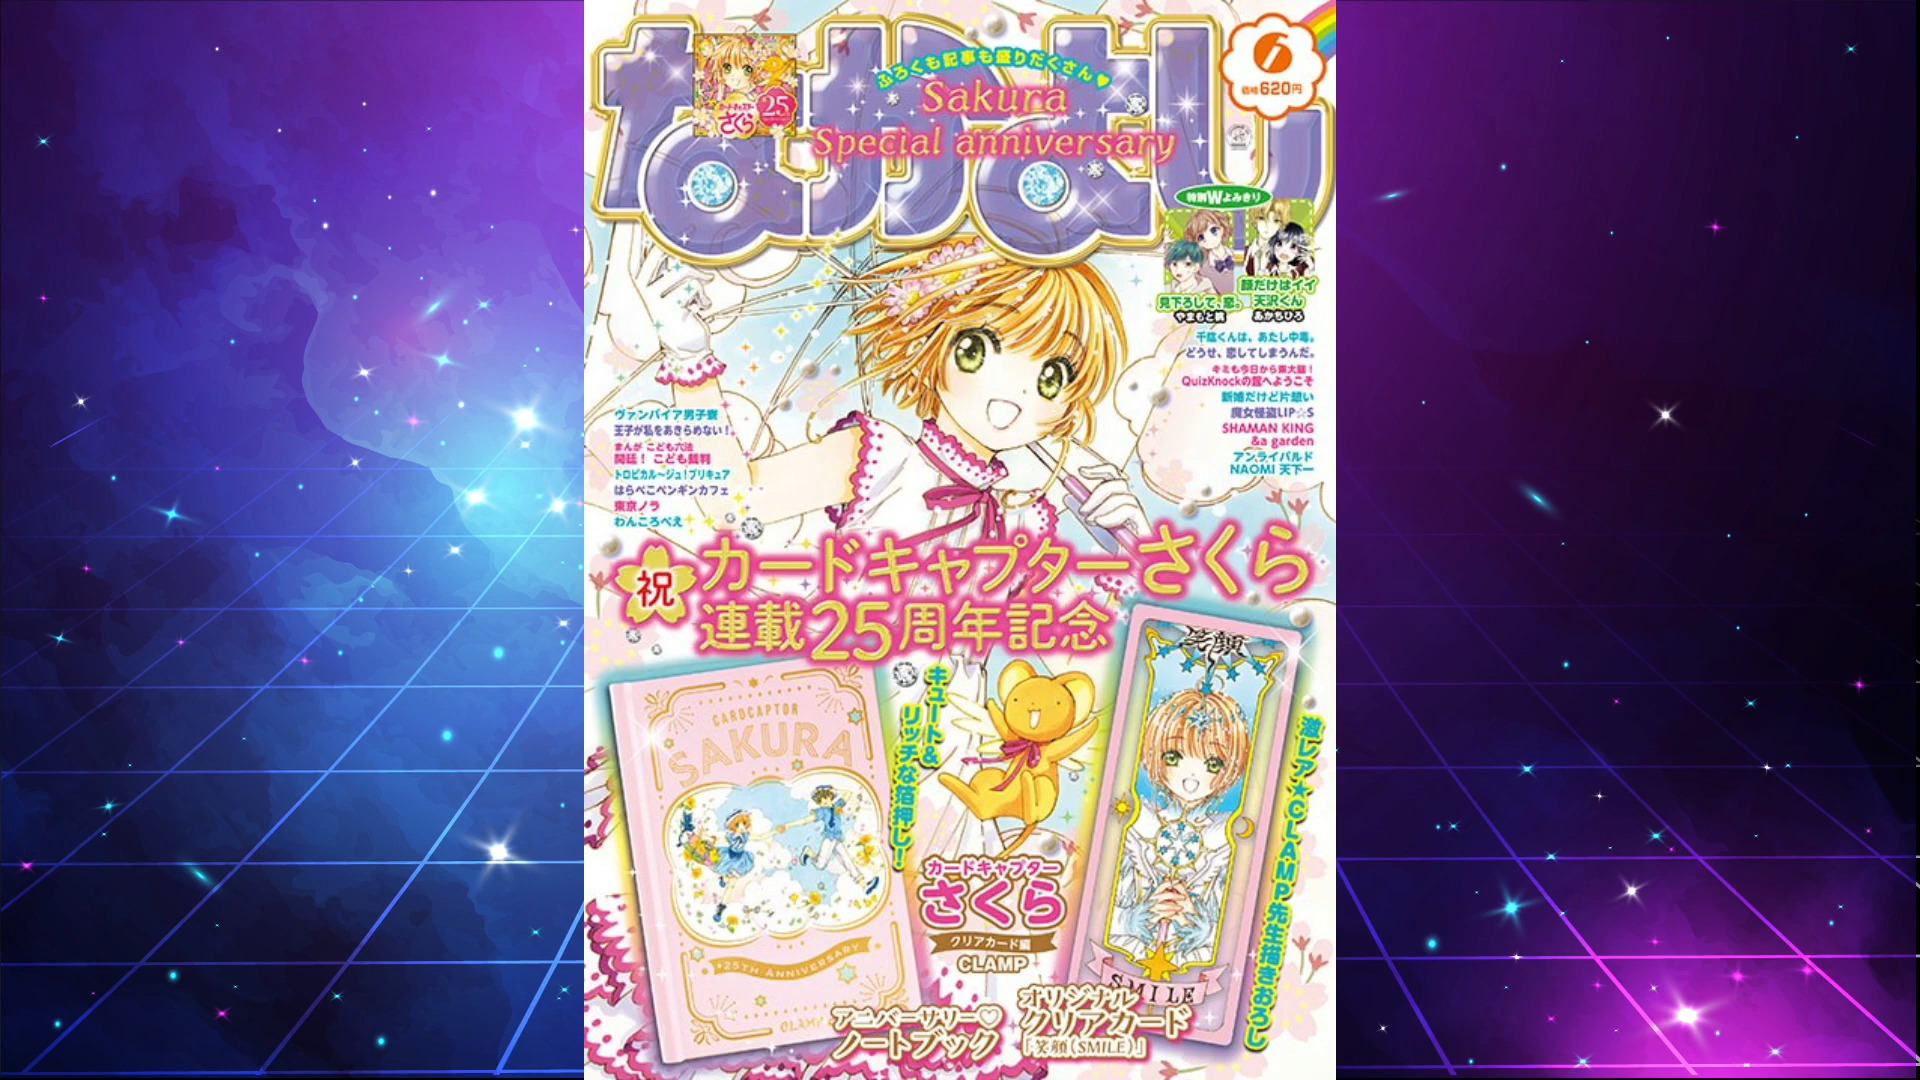 なかよし
ふろくも記事も盛りだくさん♥
Sakura
Special anniversary
カードキャプター
さくら
25
6
価格620円
特別Wよみきり
見下ろして、恋。
やまもと桃
顔だけはイイ
天沢くん
あかちひろ
千紘くんは、あたし中毒。
どうせ、恋してしまうんだ。
キミも今日から東大脳！
QuizKnockの館へようこそ
新婚だけど片想い
魔女怪盗LIP☆S
SHAMAN KING
&a garden
アンライバルド
NAOMI 天下一
ヴァンパイア男子寮
王子が私をあきらめない！
まんが こども六法
開廷！ こども裁判
トロピカル〜ジュ！プリキュア
はらぺこペンギンカフェ
東京ノラ
わんころべえ
祝
カードキャプターさくら
連載25周年記念
CARDCAPTOR
SAKURA
25TH ANNIVERSARY
CLAMP
キュート&
リッチな箔押し！
アニバーサリー♡
ノートブック
カードキャプター
さくら
クリアカード編
CLAMP
笑顔
SMILE
激レア★CLAMP先生描きおろし
オリジナル
クリアカード
「笑顔（SMILE）」